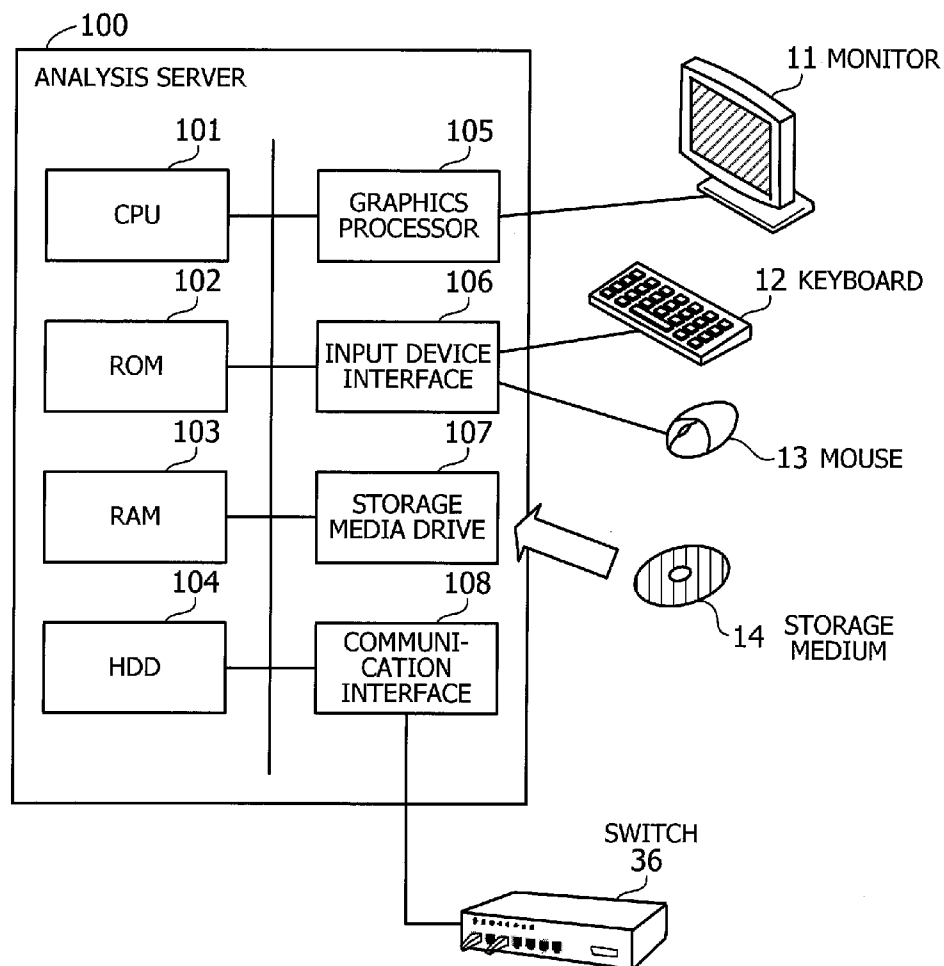 100
ANALYSIS SERVER
101
CPU
105
GRAPHICS
PROCESSOR
11 MONITOR
102
ROM
106
INPUT DEVICE
INTERFACE
12 KEYBOARD
13 MOUSE
103
RAM
107
STORAGE
MEDIA DRIVE
14 STORAGE
MEDIUM
104
HDD
108
COMMUNI-
CATION
INTERFACE
SWITCH
36